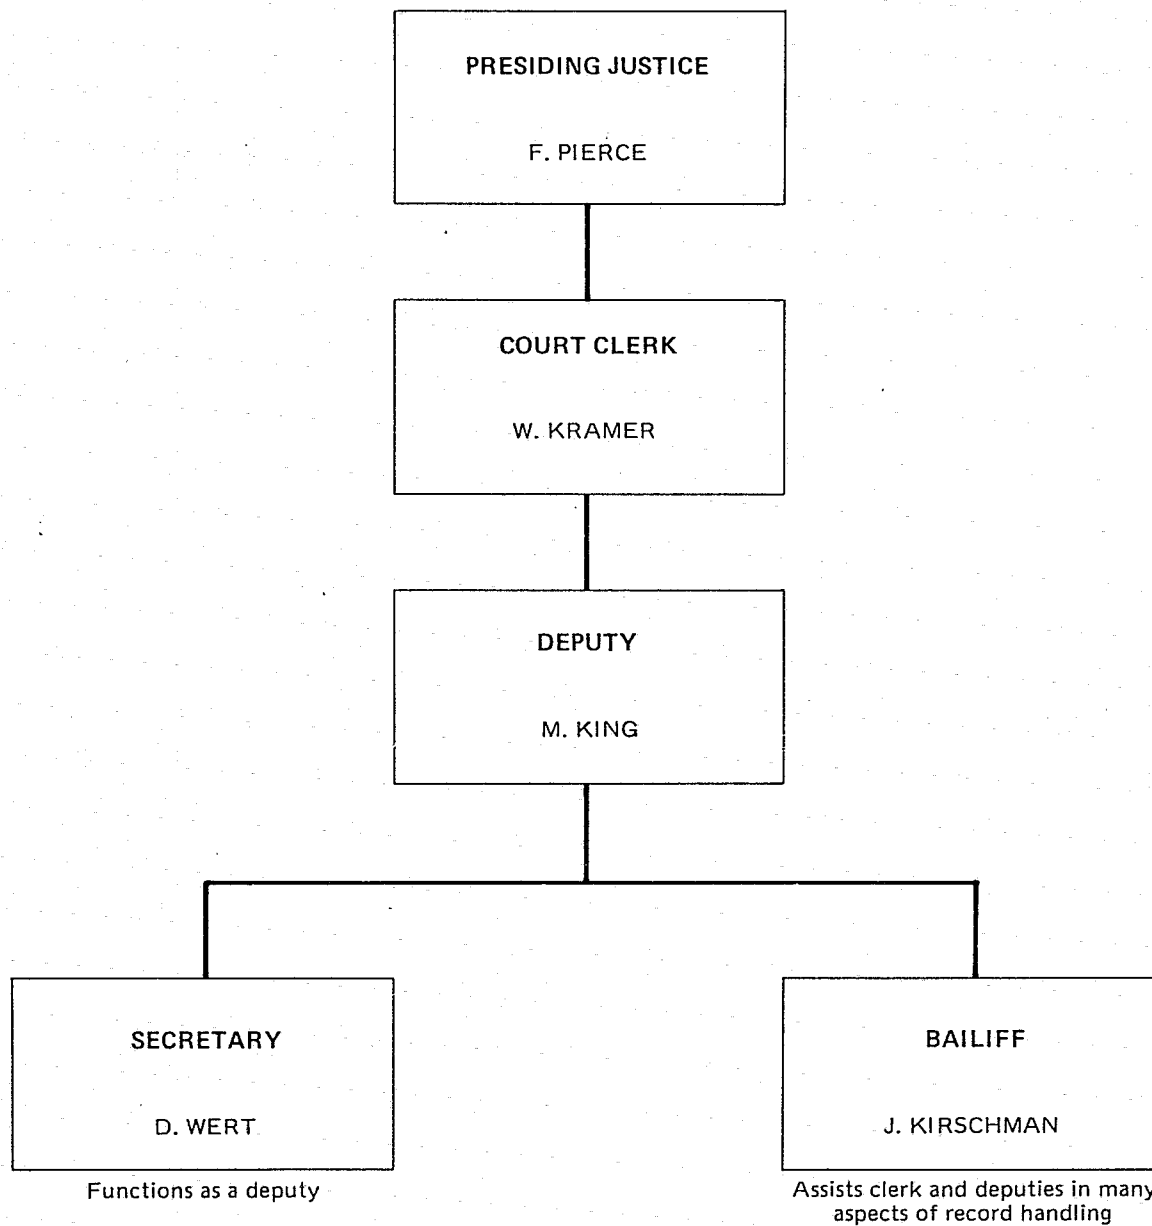 PRESIDING JUSTICE
F. PIERCE
COURT CLERK
W. KRAMER
DEPUTY
M. KING
SECRETARY
D. WERT
Functions as a deputy
BAILIFF
J. KIRSCHMAN
Assists clerk and deputies in many
aspects of record handling